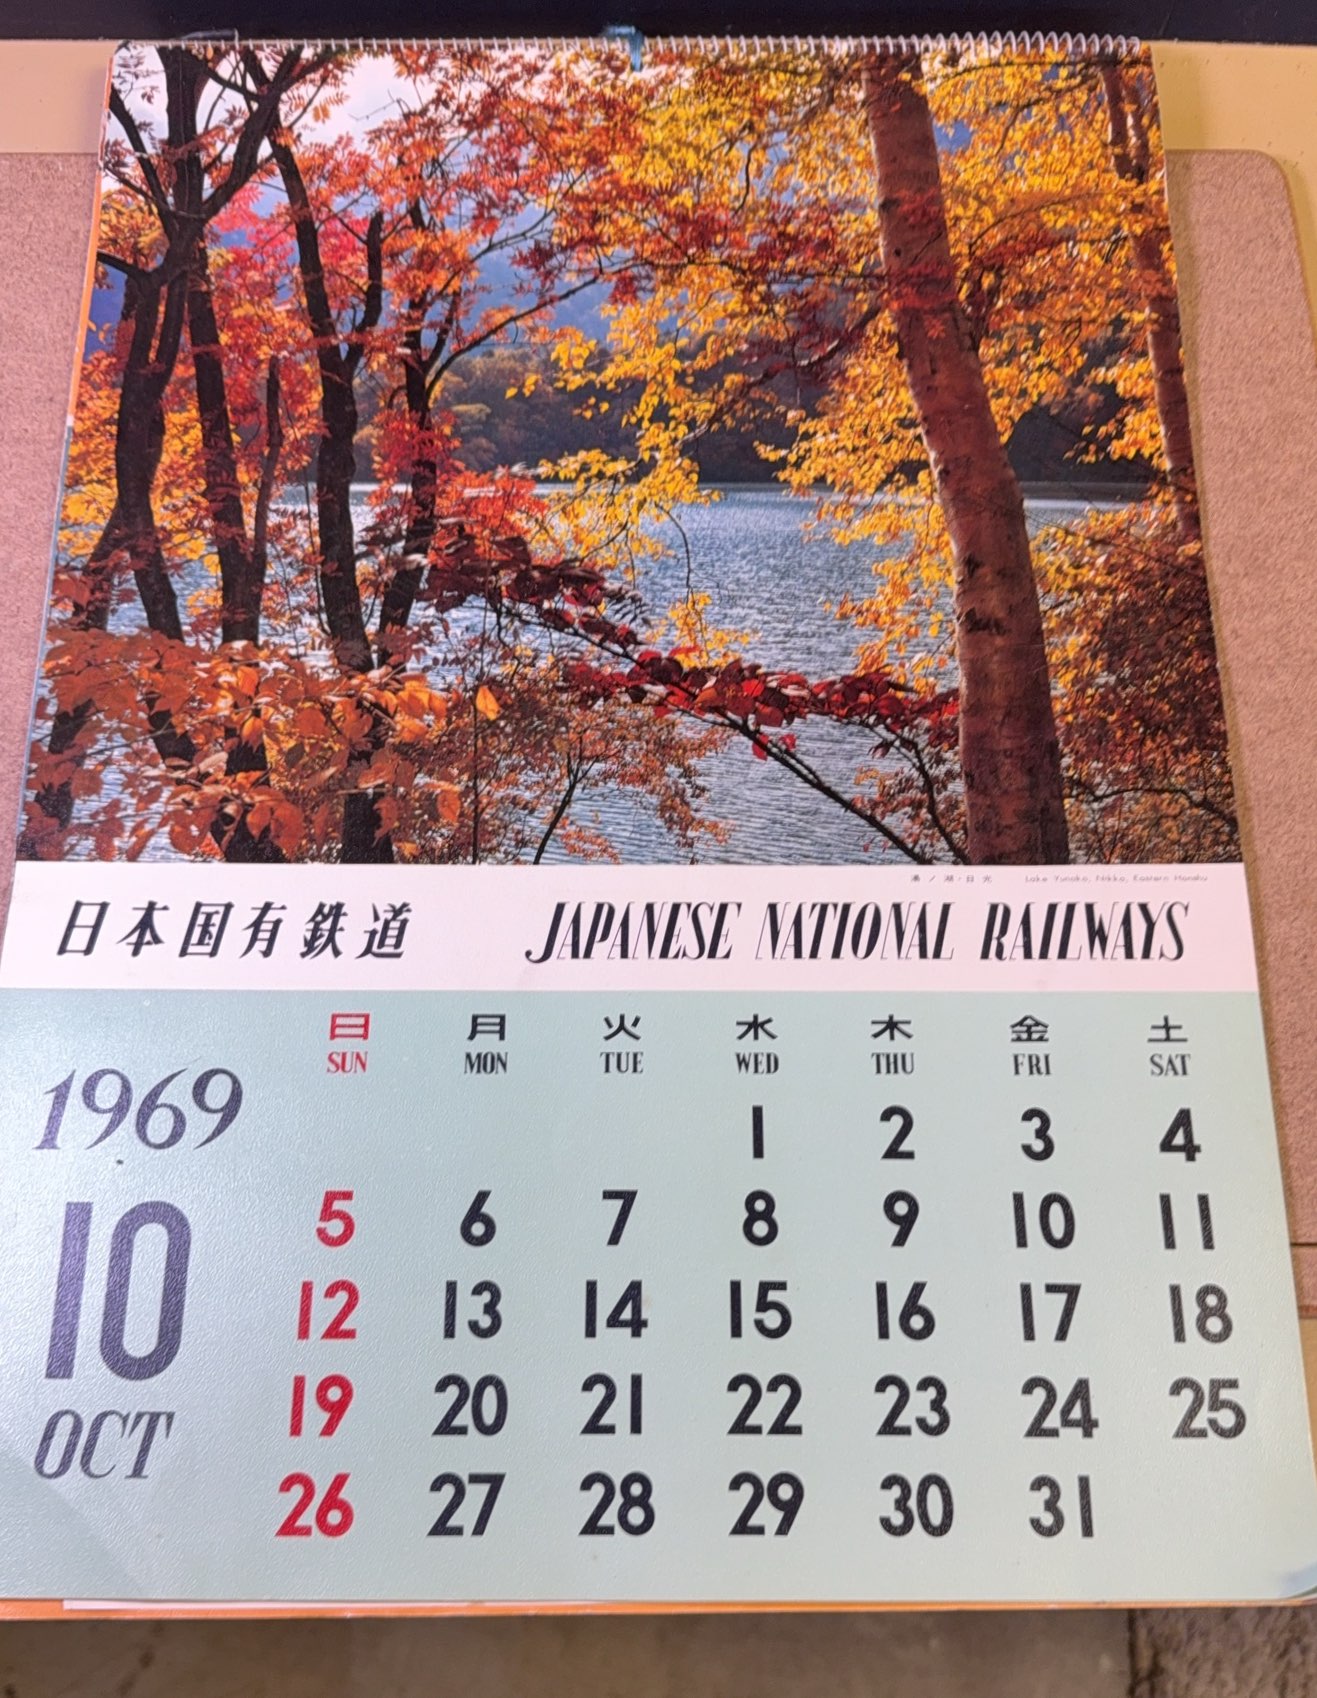 湯ノ湖・日光 Lake Yunoko, Nikko, Eastern Honshu
日本国有鉄道 JAPANESE NATIONAL RAILWAYS
日 月 火 水 木 金 土
SUN MON TUE WED THU FRI SAT
1969
1 2 3 4
10
5 6 7 8 9 10 11
12 13 14 15 16 17 18
OCT
19 20 21 22 23 24 25
26 27 28 29 30 31